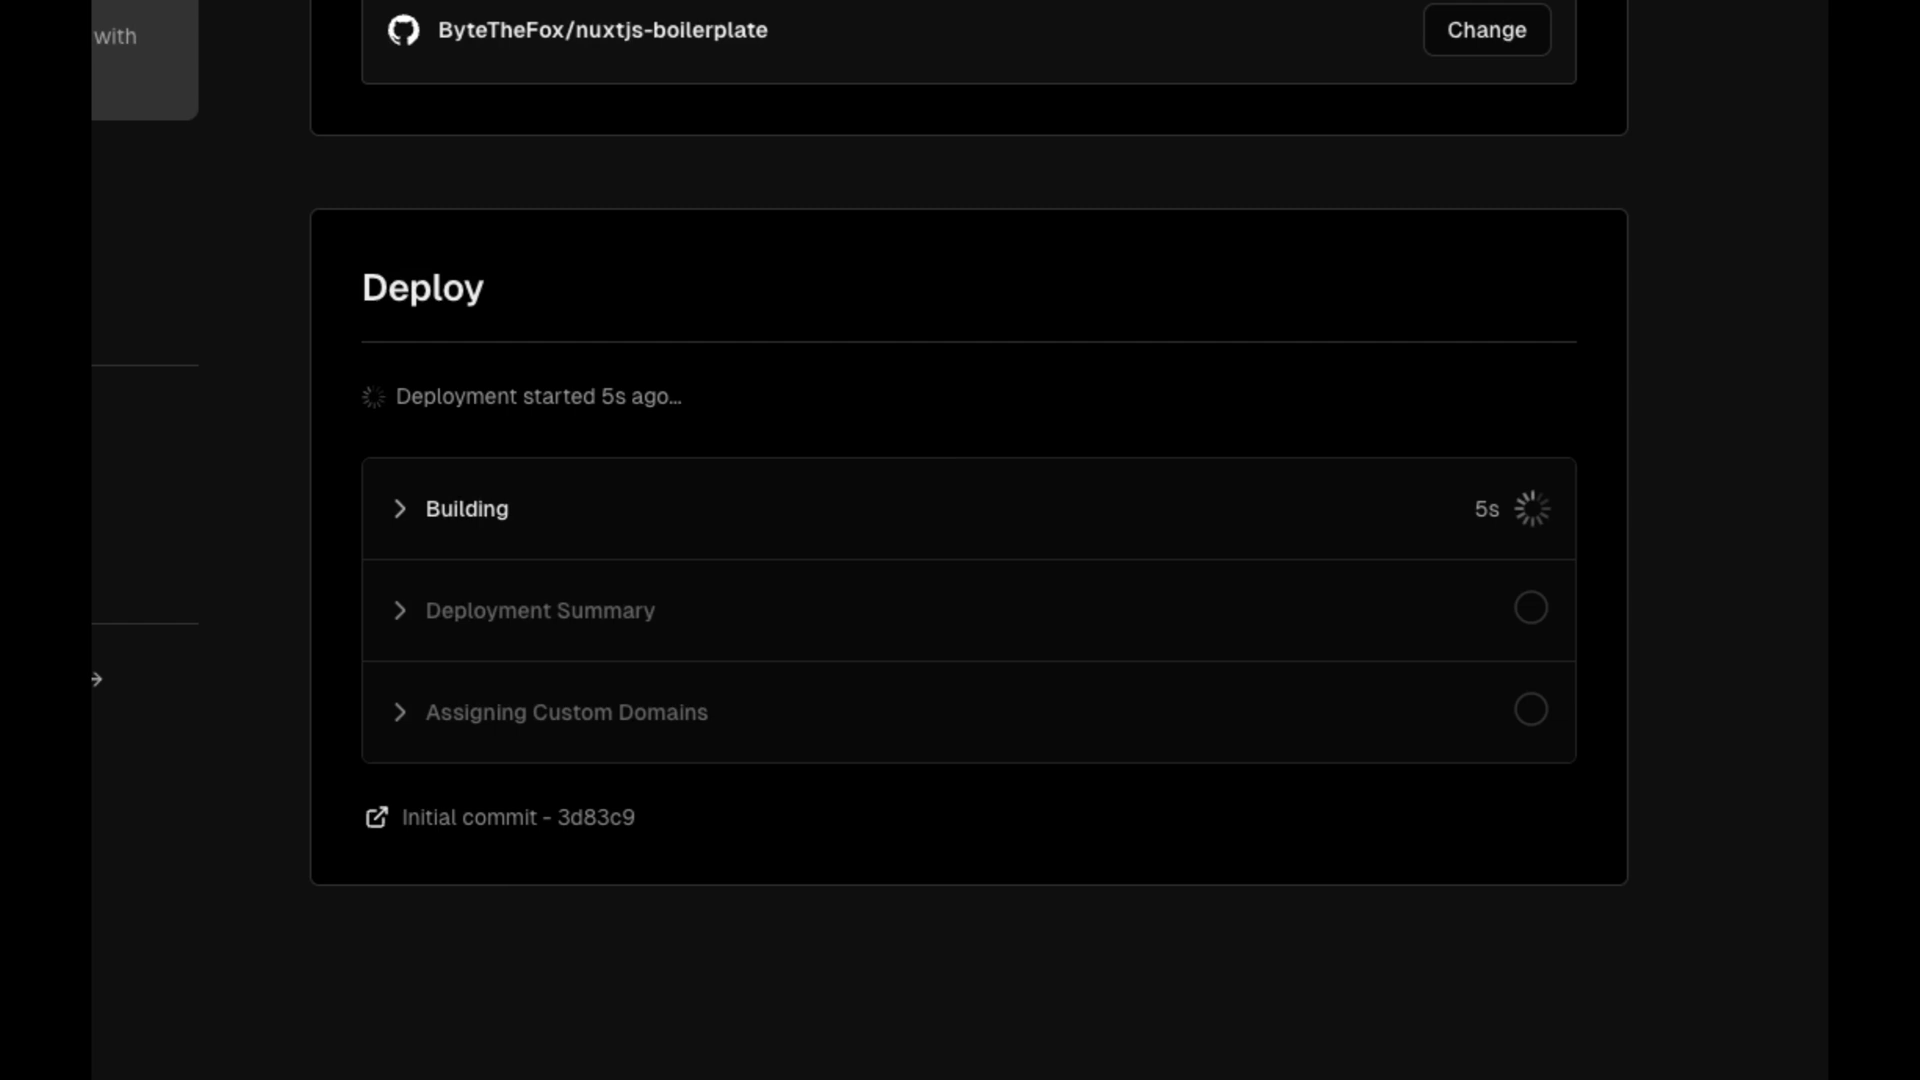 with
ByteTheFox/nuxtjs-boilerplate
Change
Deploy
Deployment started 5s ago...
Building
5s
Deployment Summary
Assigning Custom Domains
Initial commit - 3d83c9